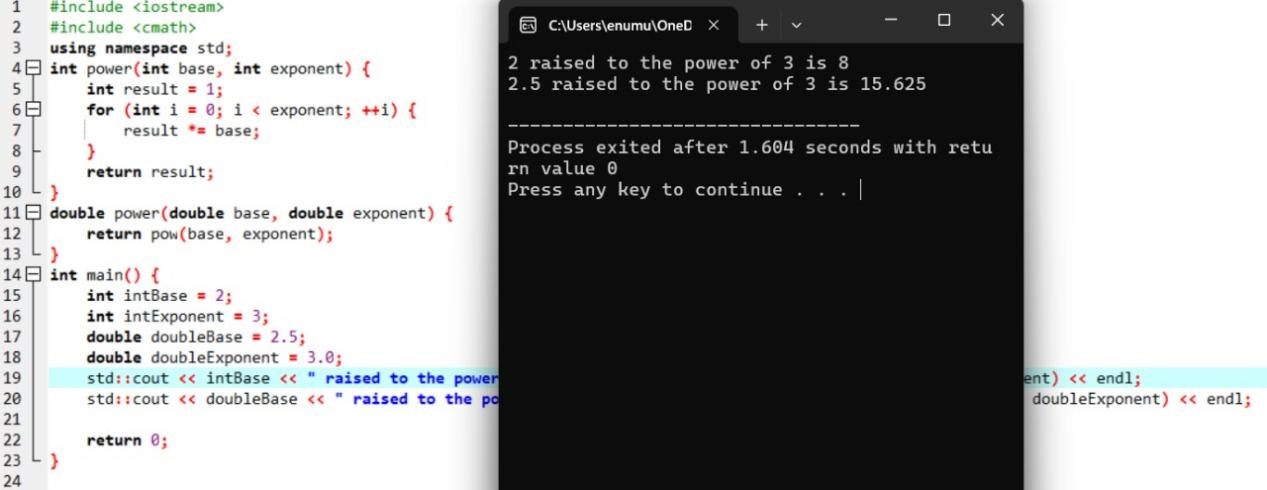 1 #include <iostream>
2 #include <cmath>
3 using namespace std;
4 int power(int base, int exponent) {
5 int result = 1;
6 for (int i = 0; i < exponent; ++i) {
7 result *= base;
8 }
9 return result;
10 }
11 double power(double base, double exponent) {
12 return pow(base, exponent);
13 }
14 int main() {
15 int intBase = 2;
16 int intExponent = 3;
17 double doubleBase = 2.5;
18 double doubleExponent = 3.0;
19 std::cout << intBase << " raised to the power ent) << endl;
20 std::cout << doubleBase << " raised to the po doubleExponent) << endl;
21
22 return 0;
23 }
24
C:\Users\enumu\OneD
2 raised to the power of 3 is 8
2.5 raised to the power of 3 is 15.625
--------------------------------
Process exited after 1.604 seconds with retu
rn value 0
Press any key to continue . . .